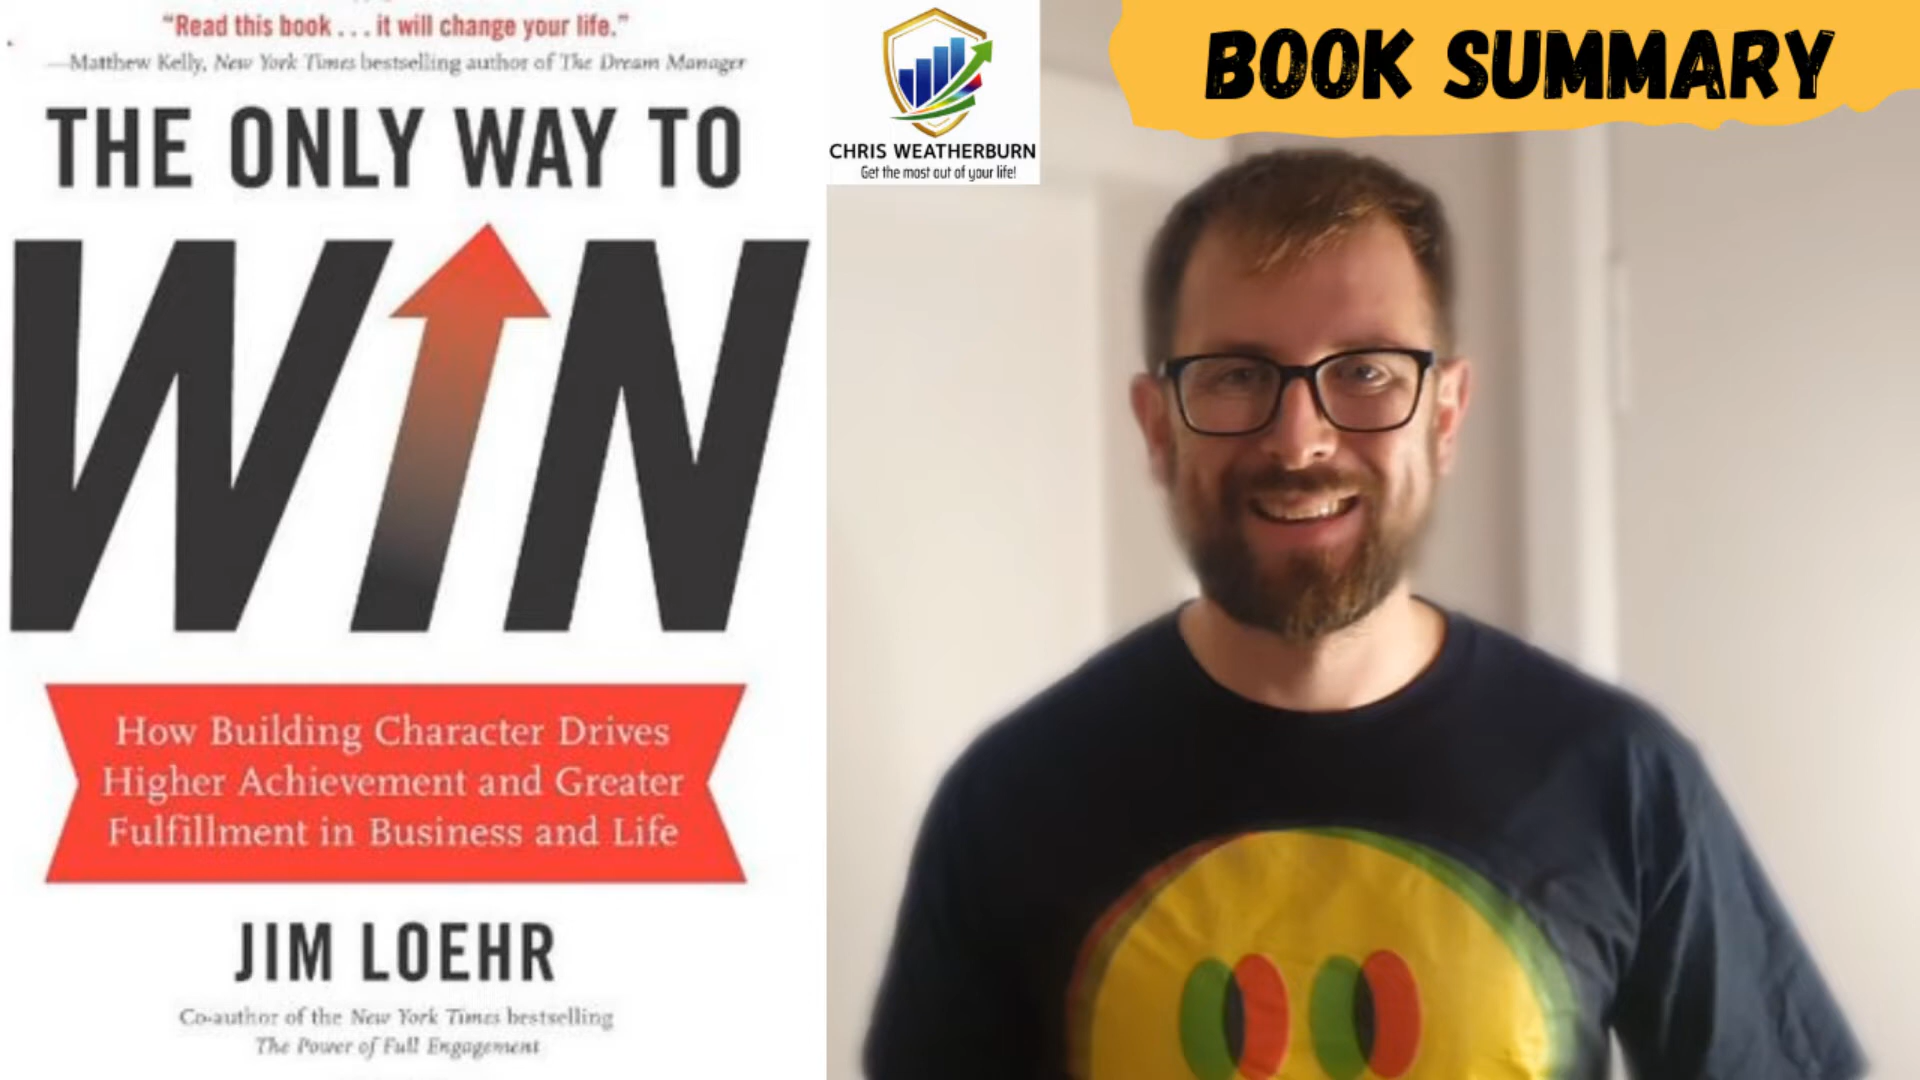 “Read this book . . . it will change your life.”
—Matthew Kelly, New York Times bestselling author of The Dream Manager
THE ONLY WAY TO
WIN
How Building Character Drives
Higher Achievement and Greater
Fulfillment in Business and Life
JIM LOEHR
Co-author of the New York Times bestselling
The Power of Full Engagement
CHRIS WEATHERBURN
Get the most out of your life!
BOOK SUMMARY